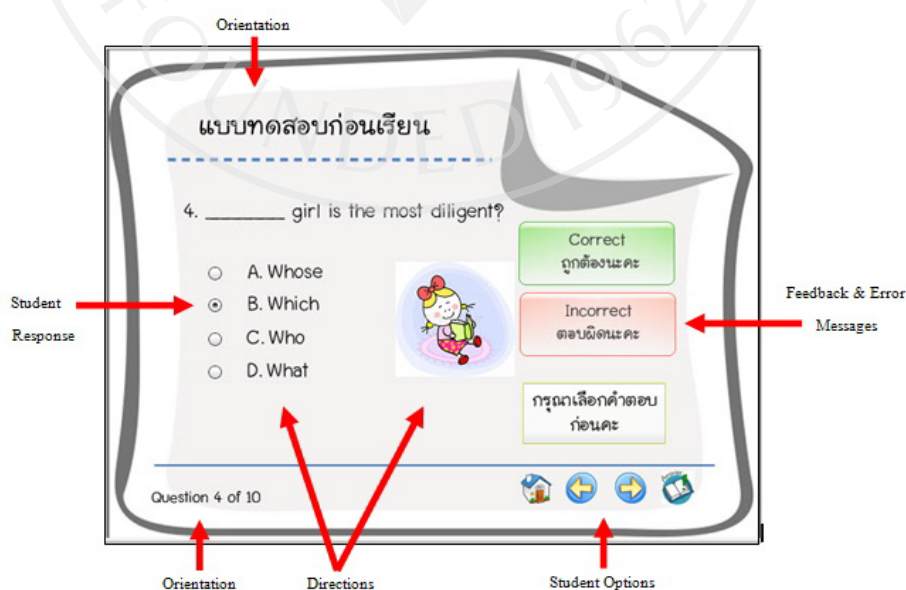 Orientation
FOUNDED 1962
แบบทดสอบก่อนเรียน
4. ________ girl is the most diligent?
A. Whose
B. Which
C. Who
D. What
Correct
ถูกต้องนะคะ
Incorrect
ตอบผิดนะคะ
กรุณาเลือกคำตอบ
ก่อนคะ
Student
Response
Feedback & Error
Messages
Question 4 of 10
Orientation
Directions
Student Options